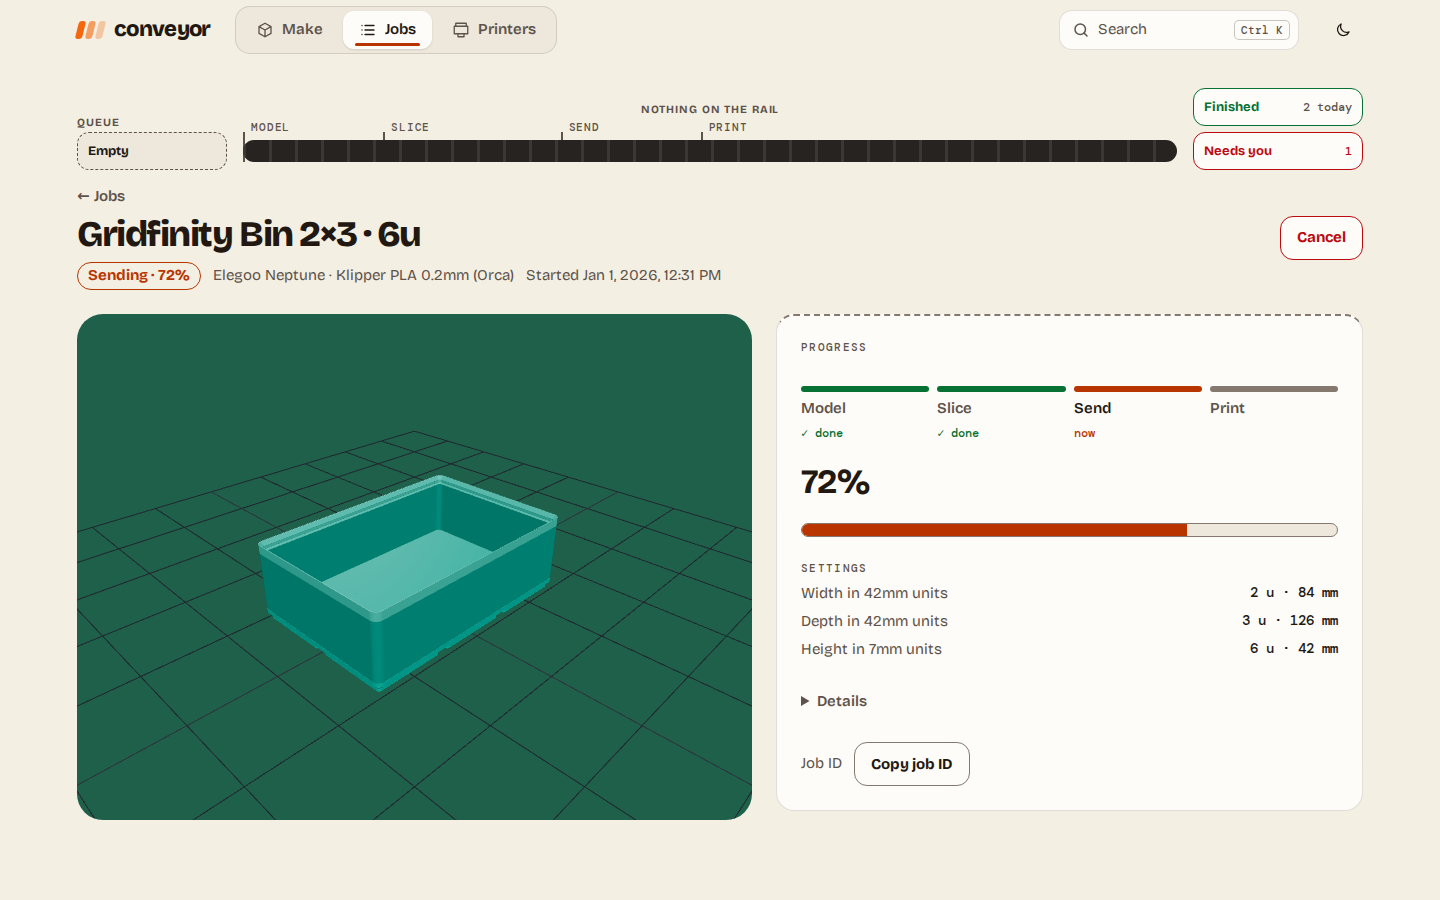 conveyor
Make
Jobs
Printers
Search
Ctrl K
QUEUE
Empty
NOTHING ON THE RAIL
MODEL
SLICE
SEND
PRINT
Finished
2 today
Needs you
1
← Jobs
Gridfinity Bin 2×3 · 6u
Cancel
Sending · 72%
Elegoo Neptune · Klipper PLA 0.2mm (Orca)
Started Jan 1, 2026, 12:31 PM
PROGRESS
Model
Slice
Send
Print
✓ done
✓ done
now
72%
SETTINGS
Width in 42mm units
2 u · 84 mm
Depth in 42mm units
3 u · 126 mm
Height in 7mm units
6 u · 42 mm
Details
Job ID
Copy job ID